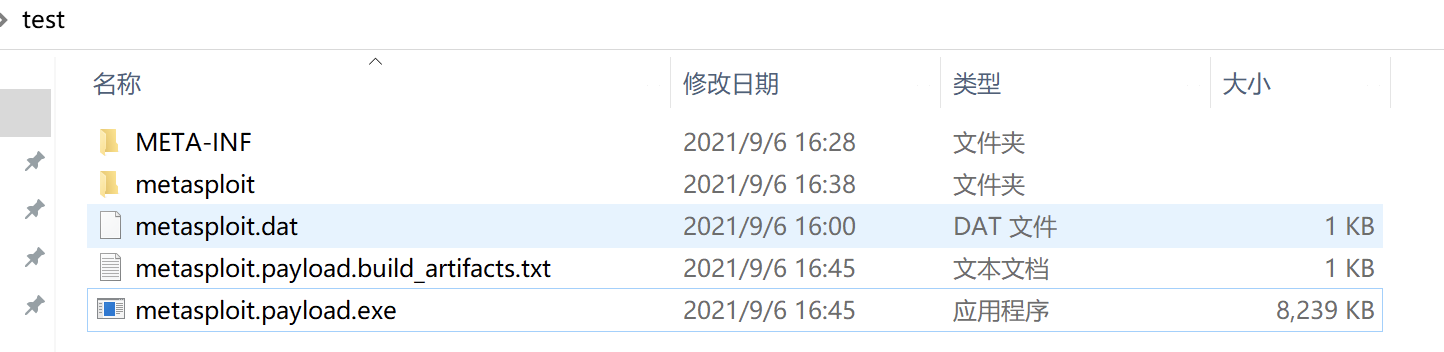 test
名称 修改日期 类型 大小
META-INF 2021/9/6 16:28 文件夹
metasploit 2021/9/6 16:38 文件夹
metasploit.dat 2021/9/6 16:00 DAT 文件 1 KB
metasploit.payload.build_artifacts.txt 2021/9/6 16:45 文本文档 1 KB
metasploit.payload.exe 2021/9/6 16:45 应用程序 8,239 KB